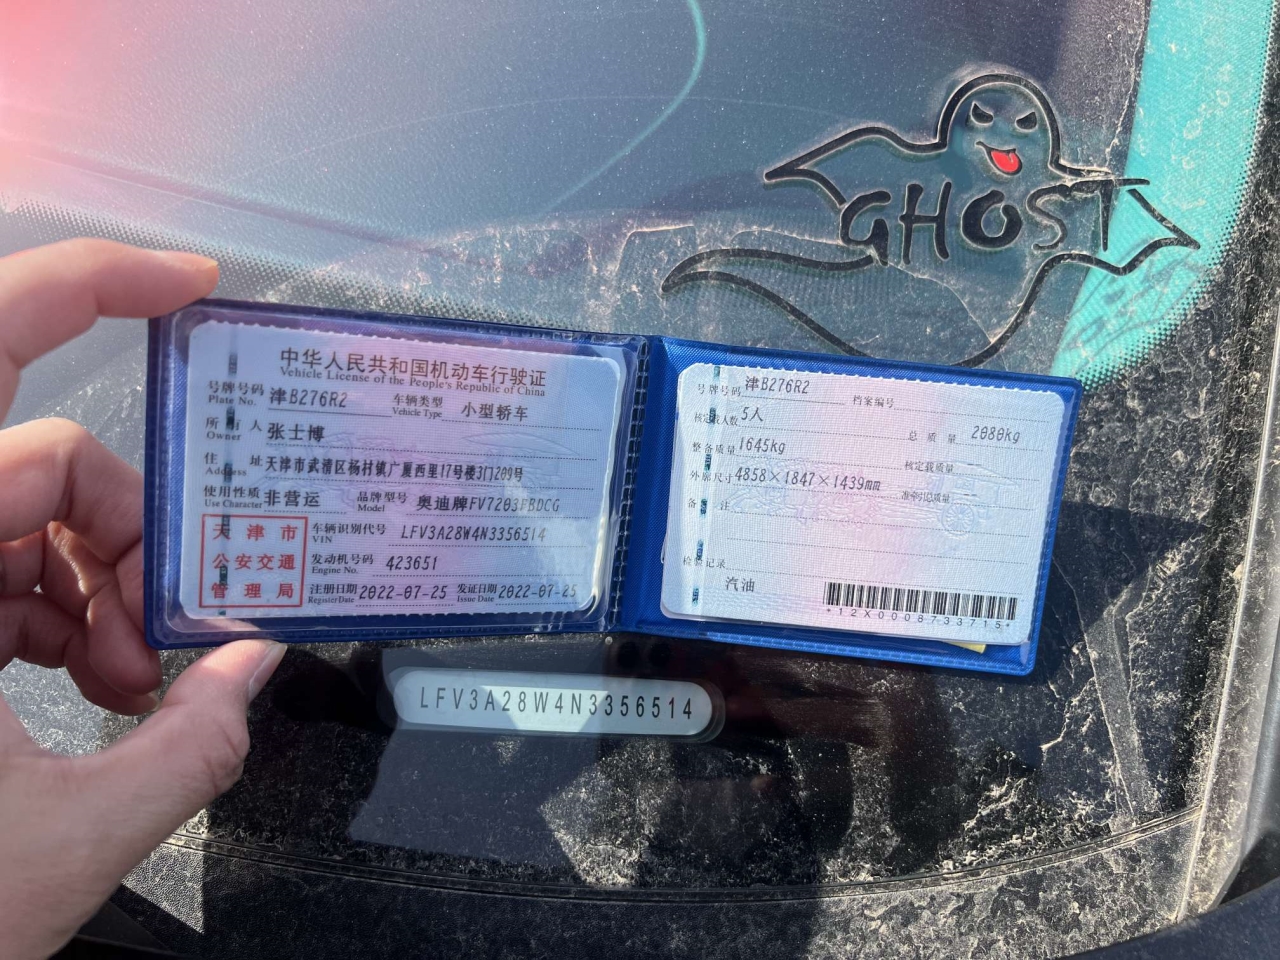 GHOST
中华人民共和国机动车行驶证
Vehicle License of the People's Republic of China
号牌号码 津B276R2 车辆类型 小型轿车
Plate No. Vehicle Type
所有人 张士博
Owner
住址 天津市武清区杨村镇广厦西里17号楼3门209号
Address
使用性质 非营运 品牌型号 奥迪牌FV7203FBDCG
Use Character Model
天津市
公安交通
管理局
车辆识别代号 LFV3A28W4N3356514
VIN
发动机号码 423651
Engine No.
注册日期 2022-07-25 发证日期 2022-07-25
Register Date Issue Date
号牌号码 津B276R2 档案编号
核定载人数 5人 总质量 2080kg
整备质量 1645kg 核定载质量
外廓尺寸 4858×1847×1439mm 准牵引总质量
备注
检验记录
汽油
*12X0008733715*
LFV3A28W4N3356514